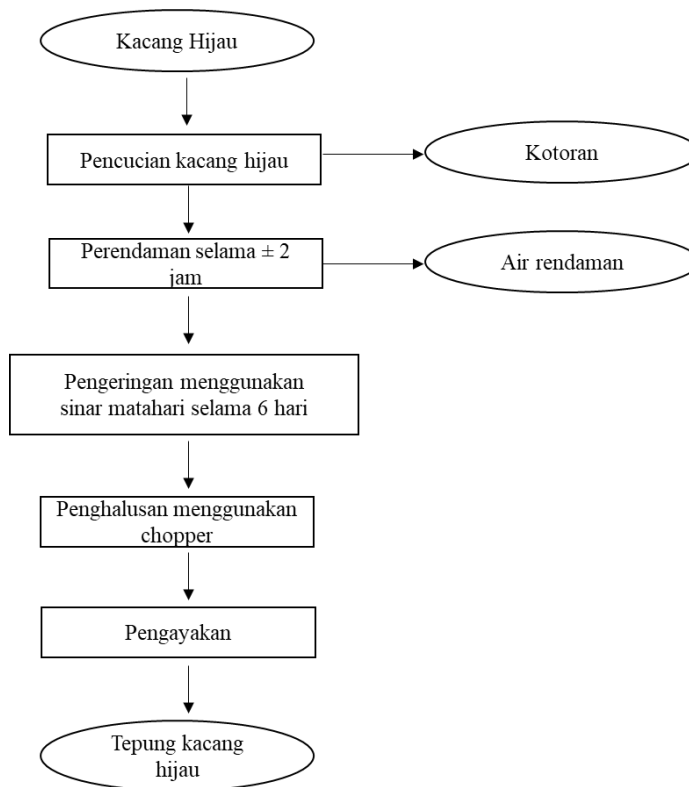 Kacang Hijau
Pencucian kacang hijau
Kotoran
Perendaman selama ± 2
jam
Air rendaman
Pengeringan menggunakan
sinar matahari selama 6 hari
Penghalusan menggunakan
chopper
Pengayakan
Tepung kacang
hijau